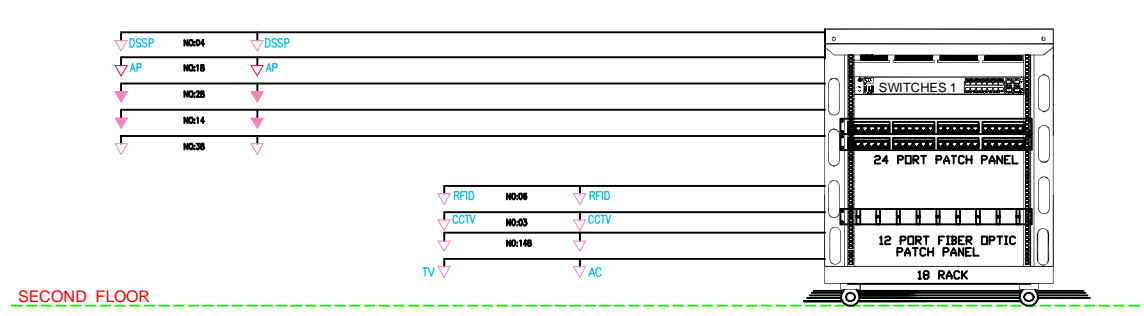 DSSP NO:04 DSSP
AP NO:18 AP
NO:28
NO:14
NO:38
SWITCHES 1
24 PORT PATCH PANEL
RFID NO:06 RFID
CCTV NO:03 CCTV
NO:148
TV AC
12 PORT FIBER OPTIC
PATCH PANEL
18 RACK
SECOND FLOOR